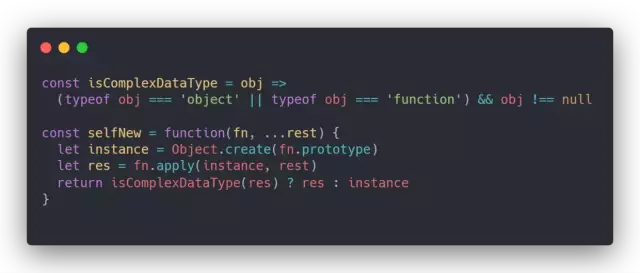 const isComplexDataType = obj =>
  (typeof obj === 'object' || typeof obj === 'function') && obj !== null

const selfNew = function(fn, ...rest) {
  let instance = Object.create(fn.prototype)
  let res = fn.apply(instance, rest)
  return isComplexDataType(res) ? res : instance
}